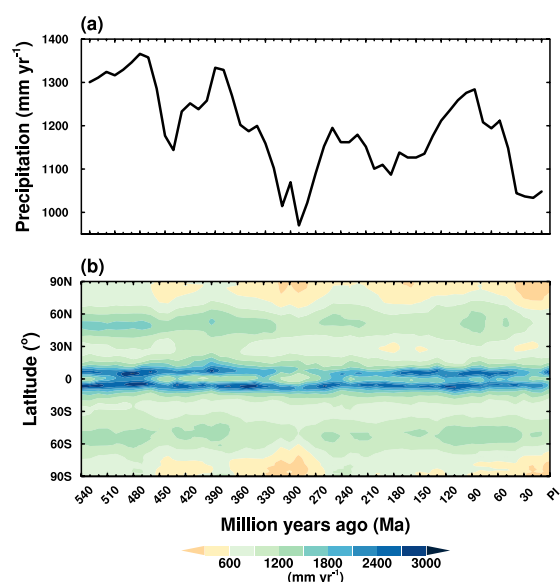 (a)
Precipitation (mm yr⁻¹)
1400
1300
1200
1100
1000
(b)
Latitude (°)
90N
60N
30N
0
30S
60S
90S
540 510 480 450 420 390 360 330 300 270 240 210 180 150 120 90 60 30 PI
Million years ago (Ma)
600 1200 1800 2400 3000
(mm yr⁻¹)